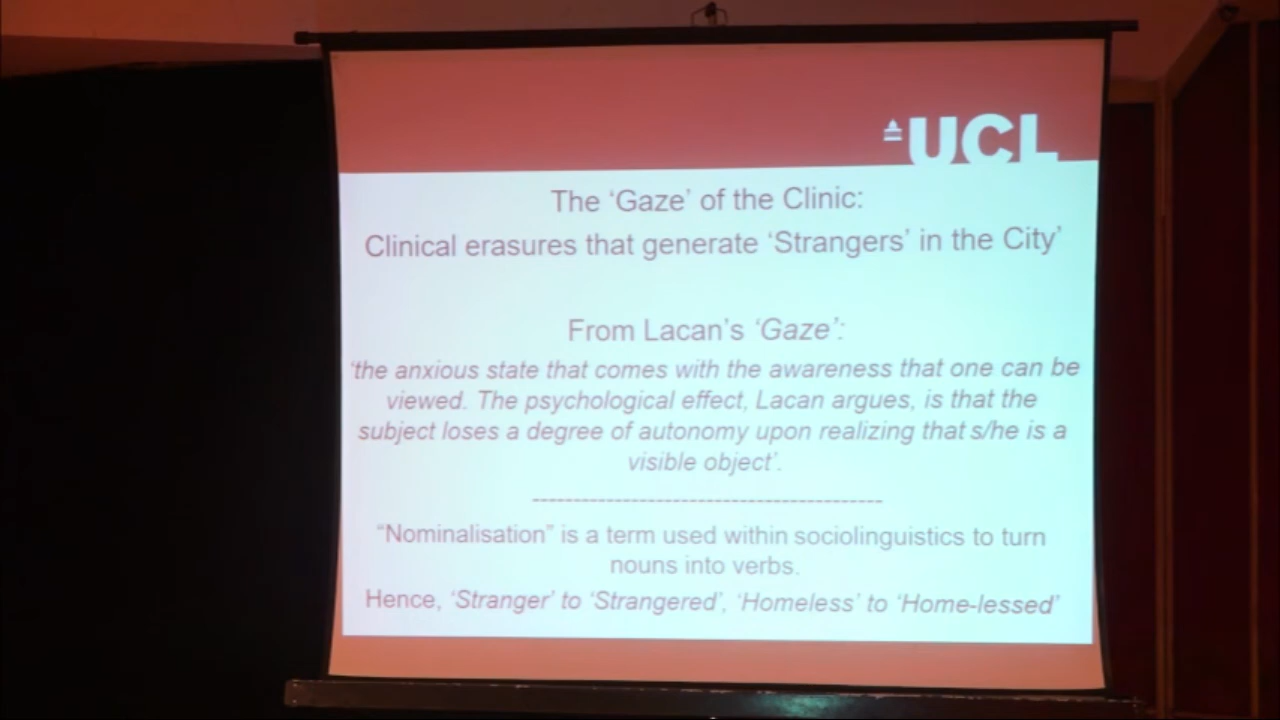 UCL
The ‘Gaze’ of the Clinic:
Clinical erasures that generate ‘Strangers’ in the City’
From Lacan’s ‘Gaze’:
‘the anxious state that comes with the awareness that one can be
viewed. The psychological effect, Lacan argues, is that the
subject loses a degree of autonomy upon realizing that s/he is a
visible object’.
-------------------------------------------
“Nominalisation” is a term used within sociolinguistics to turn
nouns into verbs.
Hence, ‘Stranger’ to ‘Strangered’, ‘Homeless’ to ‘Home-lessed’